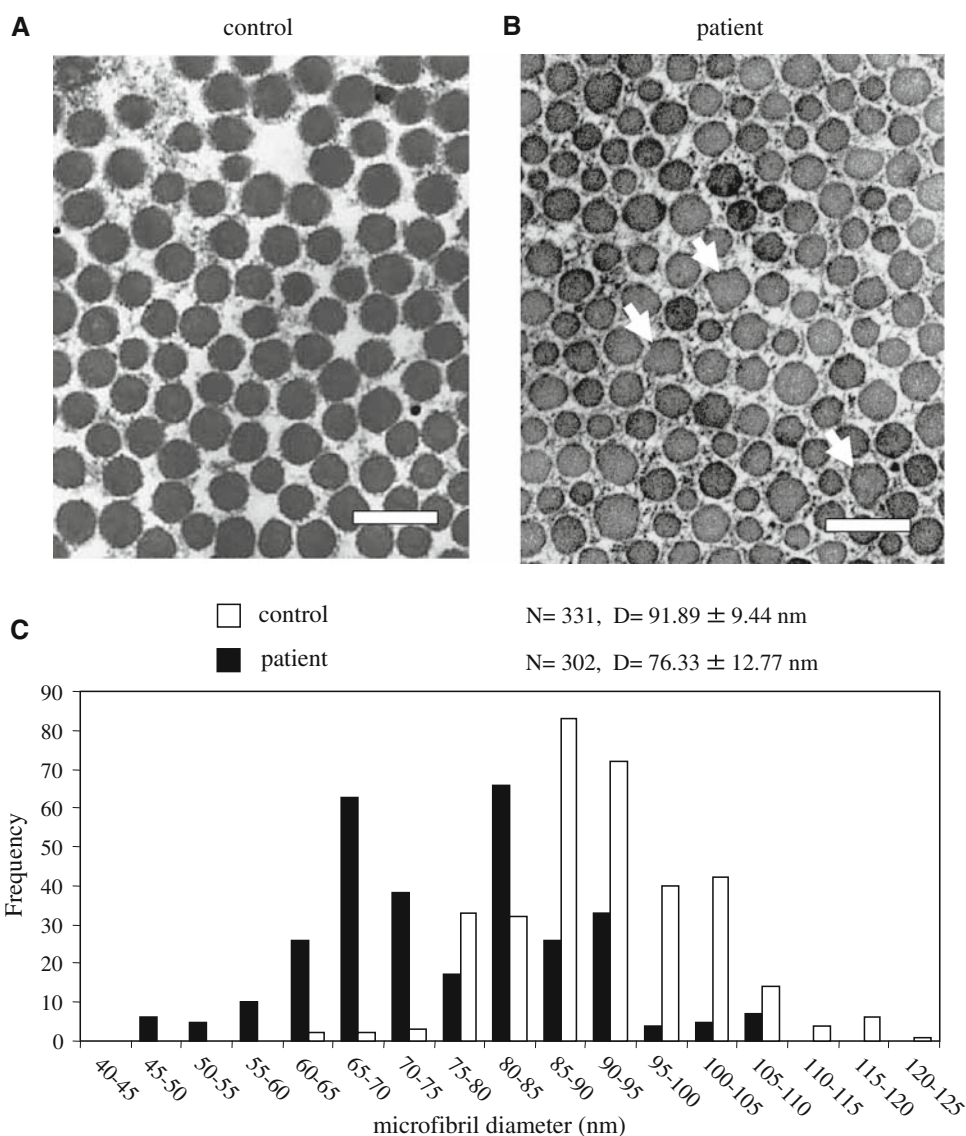 A
control
B
patient
C
control
N= 331, D= 91.89 ± 9.44 nm
patient
N= 302, D= 76.33 ± 12.77 nm
90
80
70
60
50
40
30
20
10
0
Frequency
40-45
45-50
50-55
55-60
60-65
65-70
70-75
75-80
80-85
85-90
90-95
95-100
100-105
105-110
110-115
115-120
120-125
microfibril diameter (nm)